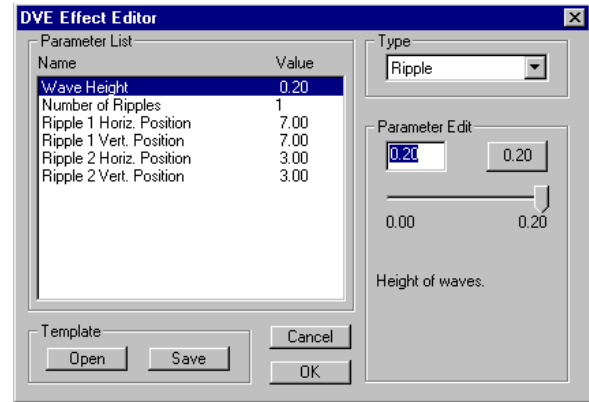 DVE Effect Editor
Parameter List
Name Value
Wave Height 0.20
Number of Ripples 1
Ripple 1 Horiz. Position 7.00
Ripple 1 Vert. Position 7.00
Ripple 2 Horiz. Position 3.00
Ripple 2 Vert. Position 3.00
Type
Ripple
Parameter Edit
0.20 0.20
0.00 0.20
Height of waves.
Template
Open Save
Cancel
OK